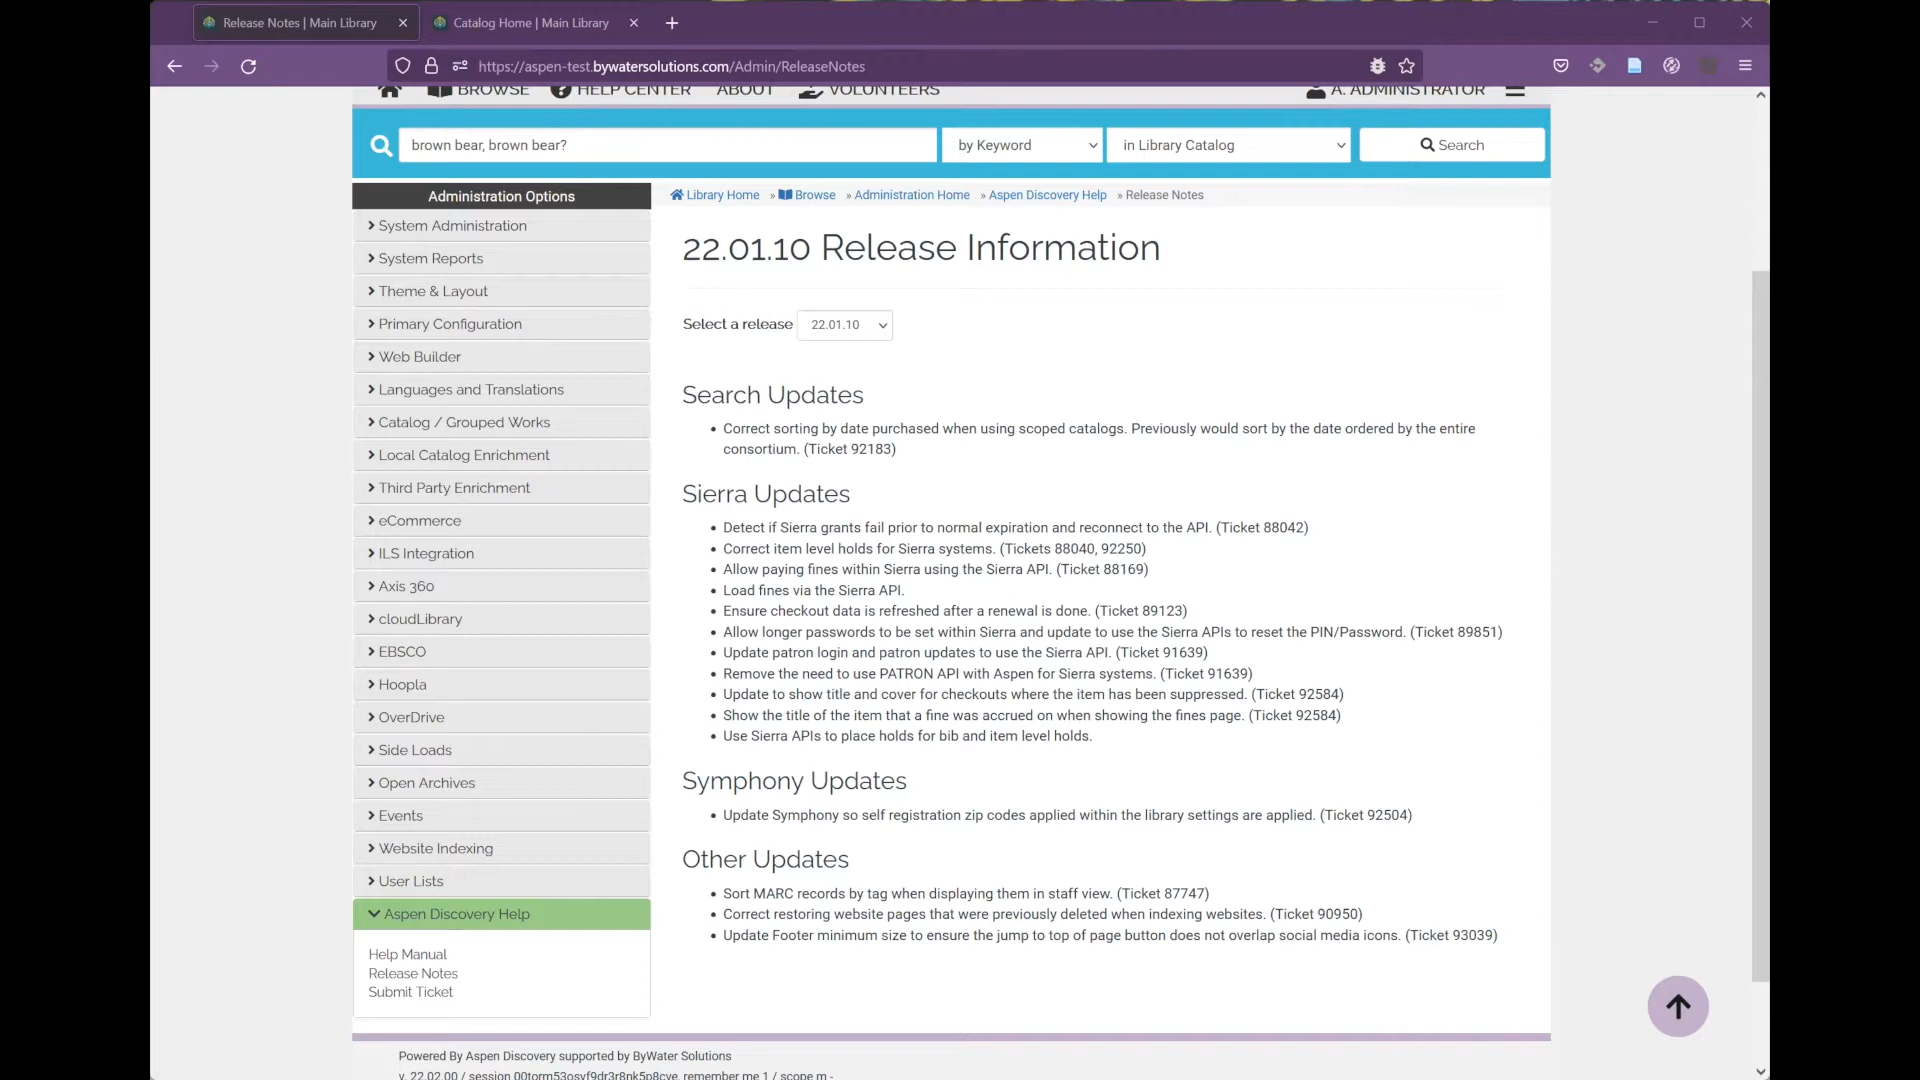 Release Notes | Main Library
Catalog Home | Main Library
https://aspen-test.bywatersolutions.com/Admin/ReleaseNotes
BROWSE HELP CENTER ABOUT VOLUNTEERS A. ADMINISTRATOR
brown bear, brown bear? by Keyword in Library Catalog Search
Administration Options
System Administration
System Reports
Theme & Layout
Primary Configuration
Web Builder
Languages and Translations
Catalog / Grouped Works
Local Catalog Enrichment
Third Party Enrichment
eCommerce
ILS Integration
Axis 360
cloudLibrary
EBSCO
Hoopla
OverDrive
Side Loads
Open Archives
Events
Website Indexing
User Lists
Aspen Discovery Help
Help Manual
Release Notes
Submit Ticket
Library Home » Browse » Administration Home » Aspen Discovery Help » Release Notes
22.01.10 Release Information
Select a release 22.01.10
Search Updates
• Correct sorting by date purchased when using scoped catalogs. Previously would sort by the date ordered by the entire
consortium. (Ticket 92183)
Sierra Updates
• Detect if Sierra grants fail prior to normal expiration and reconnect to the API. (Ticket 88042)
• Correct item level holds for Sierra systems. (Tickets 88040, 92250)
• Allow paying fines within Sierra using the Sierra API. (Ticket 88169)
• Load fines via the Sierra API.
• Ensure checkout data is refreshed after a renewal is done. (Ticket 89123)
• Allow longer passwords to be set within Sierra and update to use the Sierra APIs to reset the PIN/Password. (Ticket 89851)
• Update patron login and patron updates to use the Sierra API. (Ticket 91639)
• Remove the need to use PATRON API with Aspen for Sierra systems. (Ticket 91639)
• Update to show title and cover for checkouts where the item has been suppressed. (Ticket 92584)
• Show the title of the item that a fine was accrued on when showing the fines page. (Ticket 92584)
• Use Sierra APIs to place holds for bib and item level holds.
Symphony Updates
• Update Symphony so self registration zip codes applied within the library settings are applied. (Ticket 92504)
Other Updates
• Sort MARC records by tag when displaying them in staff view. (Ticket 87747)
• Correct restoring website pages that were previously deleted when indexing websites. (Ticket 90950)
• Update Footer minimum size to ensure the jump to top of page button does not overlap social media icons. (Ticket 93039)
Powered By Aspen Discovery supported by ByWater Solutions
v. 22.02.00 / session remember me 1 / scope m -